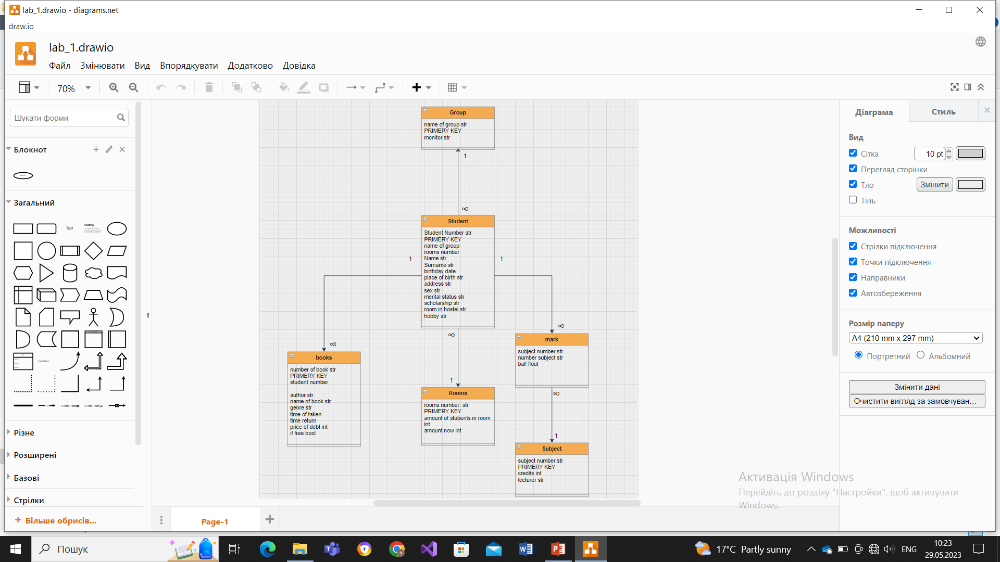 lab_1.drawio - diagrams.net
draw.io
lab_1.drawio
Файл Змінювати Вид Впорядкувати Додатково Довідка
70%
Шукати форми
Блокнот
Загальний
Text
Heading
List Item
Різне
Розширені
Базові
Стрілки
+ Більше обрисів...
Group
name of group str
PRIMERY KEY
monitor str
1
∞
Student
Student Number str
PRIMERY KEY
name of group
rooms number
Name str
Surname str
birthday date
place of birth str
address str
sex str
merital status str
scholarship str
room in hostel str
hobby str
1
1
∞
∞
∞
books
number of book str
PRIMERY KEY
student number
author str
name of book str
genre str
time of taken
time return
price of debt int
if free bool
1
Rooms
rooms number: str
PRIMERY KEY
amount of stubents in room
int
amount now int
mark
subject number str
number subject str
ball flout
∞
1
Subject
subject number str
PRIMERY KEY
credits int
lecturer str
Page-1
Діаграма Стиль
Вид
Сітка 10 pt
Перегляд сторінки
Тло Змінити
Тінь
Можливості
Стрілки підключення
Точки підключення
Направники
Автозбереження
Розмір паперу
A4 (210 mm x 297 mm)
Портретний Альбомний
Змінити дані
Очистити вигляд за замовчуван...
Активація Windows
Перейдіть до розділу "Настройки", щоб активувати
Windows.
Пошук
17°C Partly sunny
ENG
10:23
29.05.2023